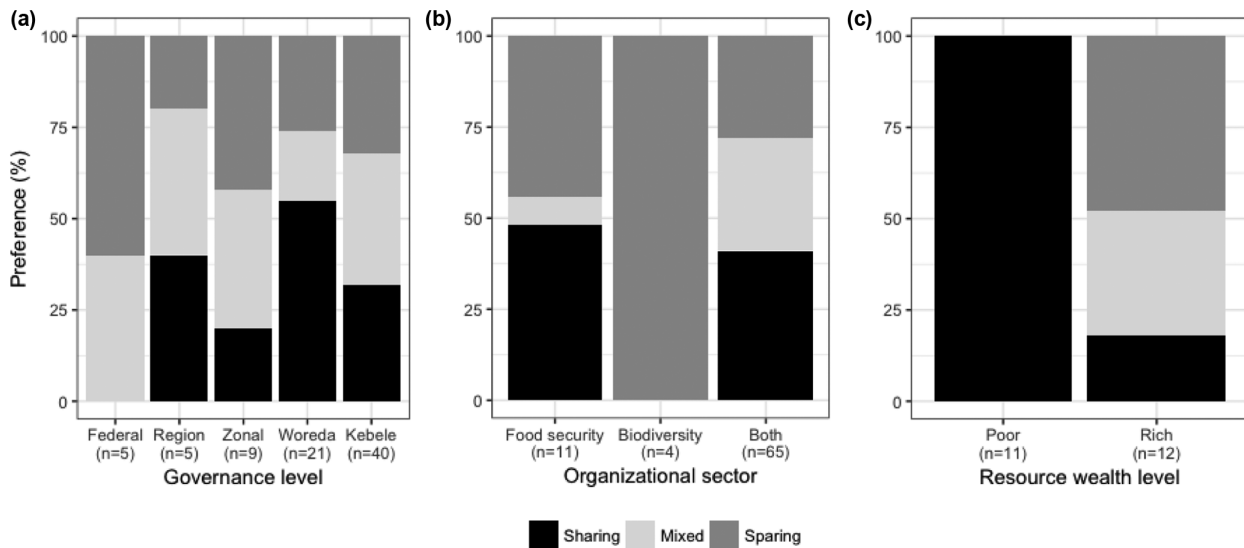 (a)
Preference (%)
100
75
50
25
0
Federal
(n=5)
Region
(n=5)
Zonal
(n=9)
Woreda
(n=21)
Kebele
(n=40)
Governance level
(b)
100
75
50
25
0
Food security
(n=11)
Biodiversity
(n=4)
Both
(n=65)
Organizational sector
(c)
100
75
50
25
0
Poor
(n=11)
Rich
(n=12)
Resource wealth level
Sharing
Mixed
Sparing